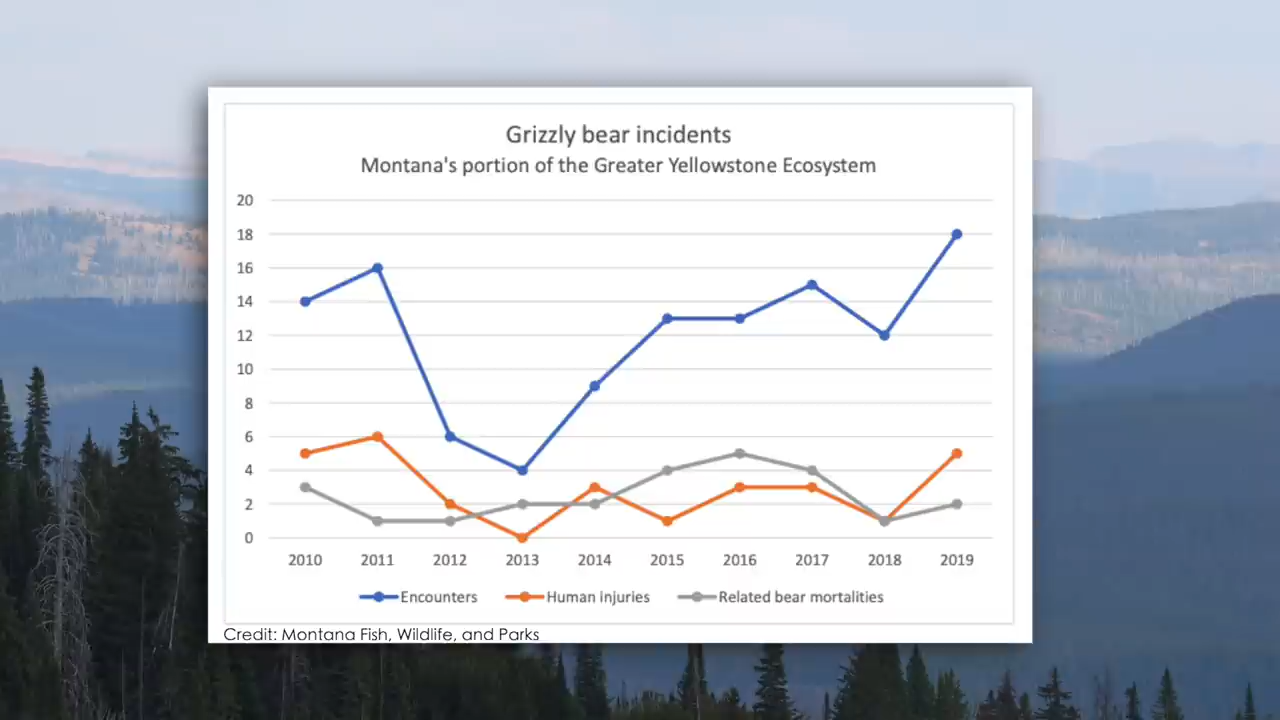 Grizzly bear incidents
Montana's portion of the Greater Yellowstone Ecosystem
20
18
16
14
12
10
8
6
4
2
0
2010 2011 2012 2013 2014 2015 2016 2017 2018 2019
Encounters Human injuries Related bear mortalities
Credit: Montana Fish, Wildlife, and Parks